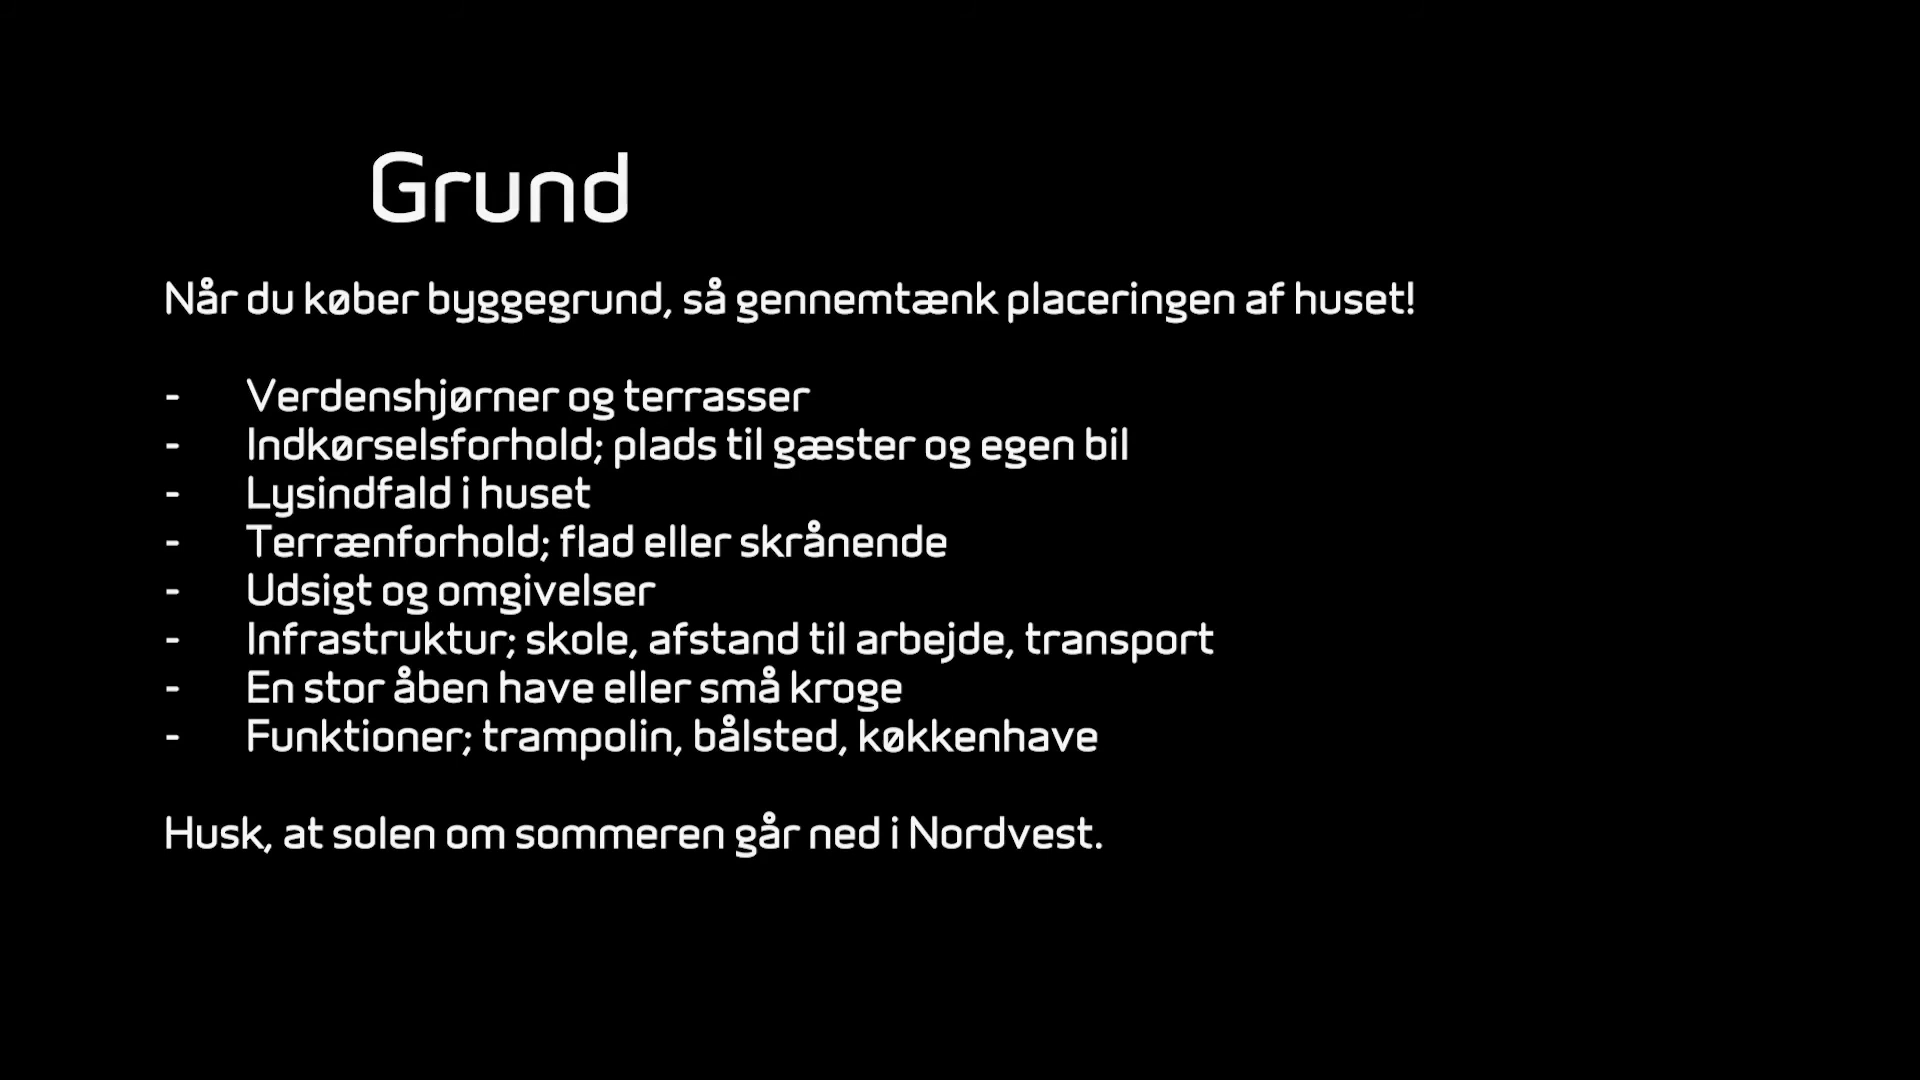 Grund
Når du køber byggegrund, så gennemtænk placeringen af huset!
- Verdenshjørner og terrasser
- Indkørselsforhold; plads til gæster og egen bil
- Lysindfald i huset
- Terrænforhold; flad eller skrånende
- Udsigt og omgivelser
- Infrastruktur; skole, afstand til arbejde, transport
- En stor åben have eller små kroge
- Funktioner; trampolin, bålsted, køkkenhave
Husk, at solen om sommeren går ned i Nordvest.